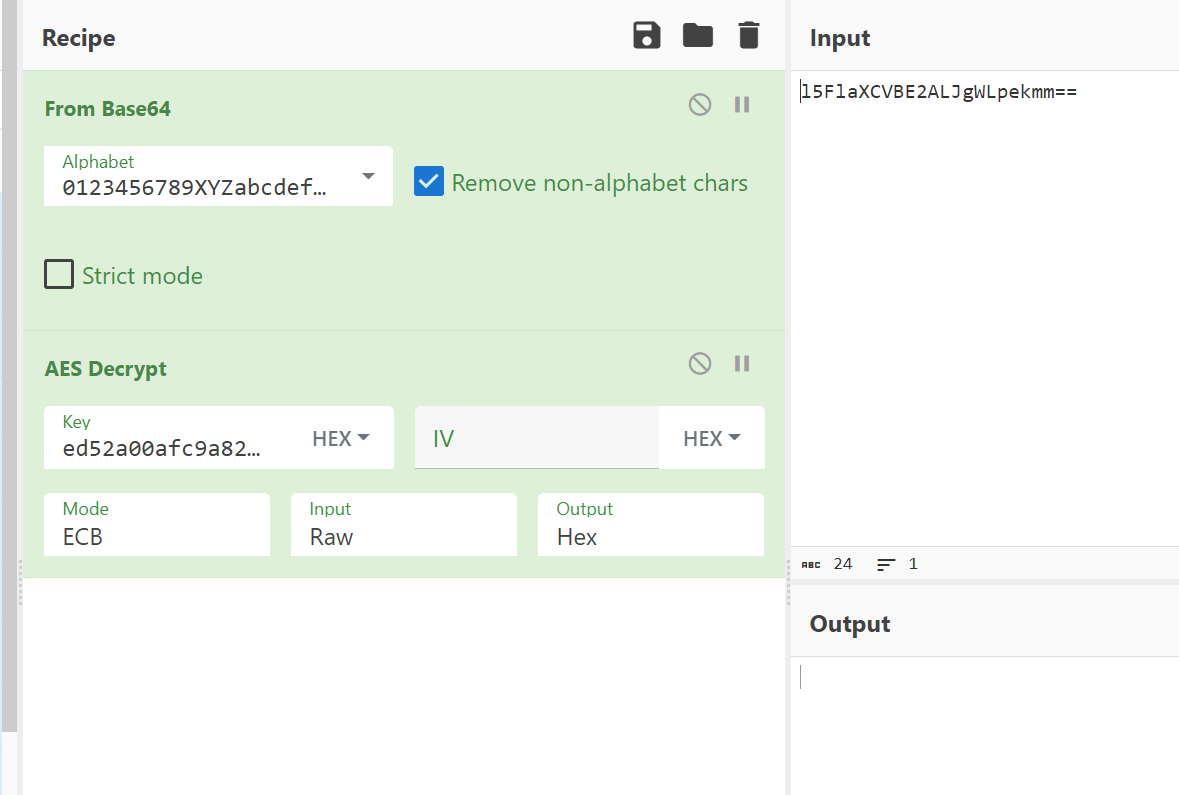 Recipe
From Base64
Alphabet
0123456789XYZabcdef…
Remove non-alphabet chars
Strict mode
AES Decrypt
Key
ed52a00afc9a82…
HEX
IV
HEX
Mode
ECB
Input
Raw
Output
Hex
Input
l5FlaXCVBE2ALJgWLpekmm==
ABC 24
1
Output